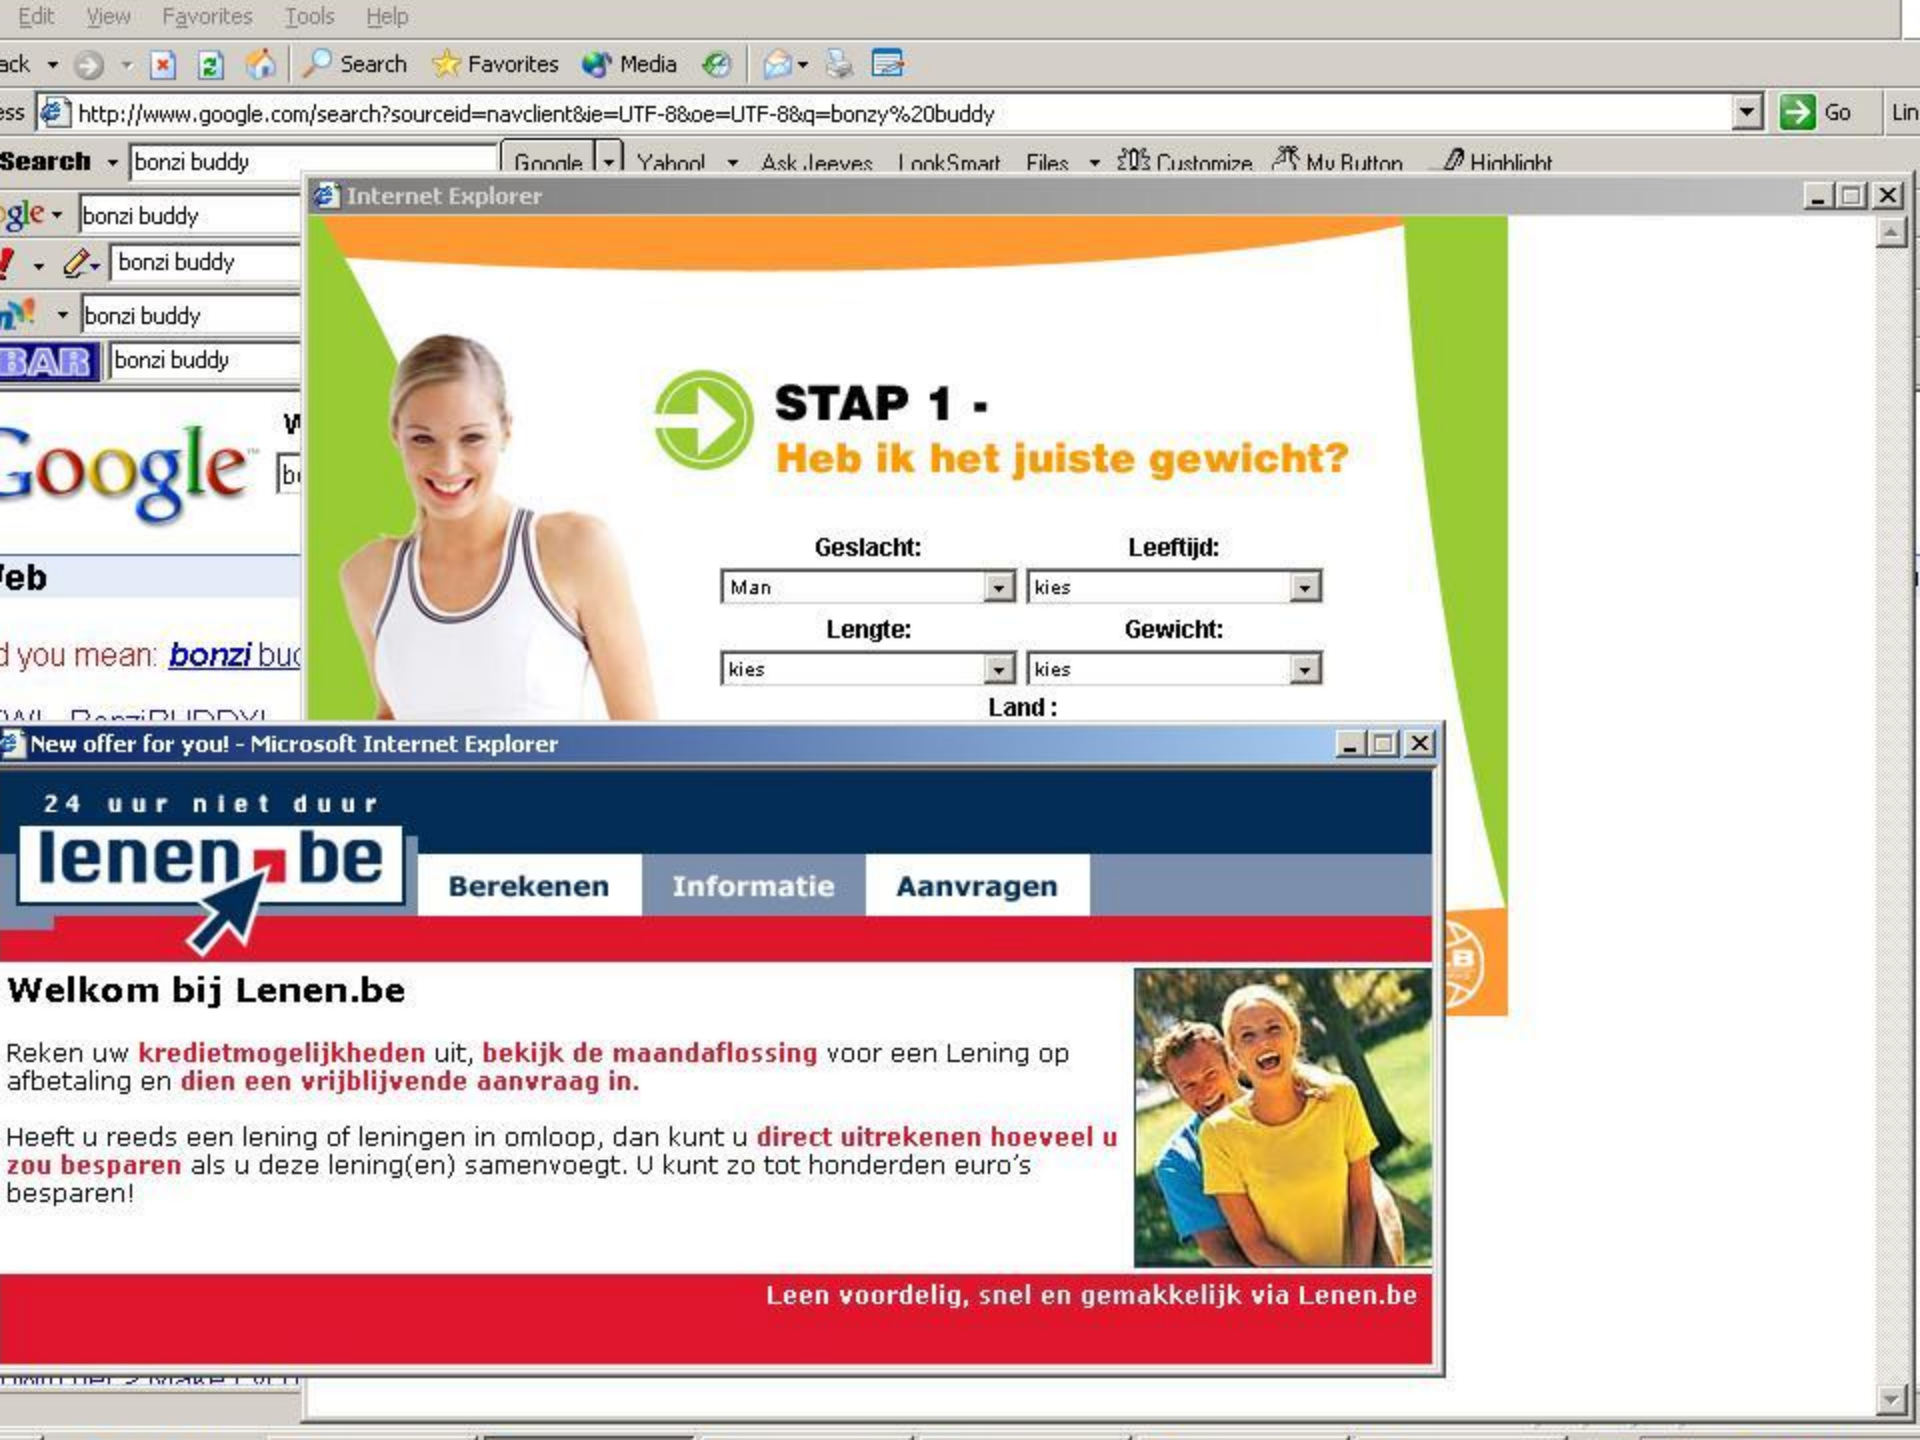 Edit View Favorites Tools Help
Search Favorites Media
http://www.google.com/search?sourceid=navclient&ie=UTF-8&oe=UTF-8&q=bonzy%20buddy Go
Search bonzi buddy Google Yahoo! Ask Jeeves LookSmart Files Customize My Button Highlight
Internet Explorer
bonzi buddy
bonzi buddy
bonzi buddy
BAR bonzi buddy
Google
STAP 1 -
Heb ik het juiste gewicht?
Geslacht: Leeftijd:
Man kies
Lengte: Gewicht:
kies kies
Land :
you mean: bonzi
New offer for you! - Microsoft Internet Explorer
24 uur niet duur
lenen.be
Berekenen Informatie Aanvragen
Welkom bij Lenen.be
Reken uw kredietmogelijkheden uit, bekijk de maandaflossing voor een Lening op
afbetaling en dien een vrijblijvende aanvraag in.
Heeft u reeds een lening of leningen in omloop, dan kunt u direct uitrekenen hoeveel u
zou besparen als u deze lening(en) samenvoegt. U kunt zo tot honderden euro's
besparen!
Leen voordelig, snel en gemakkelijk via Lenen.be